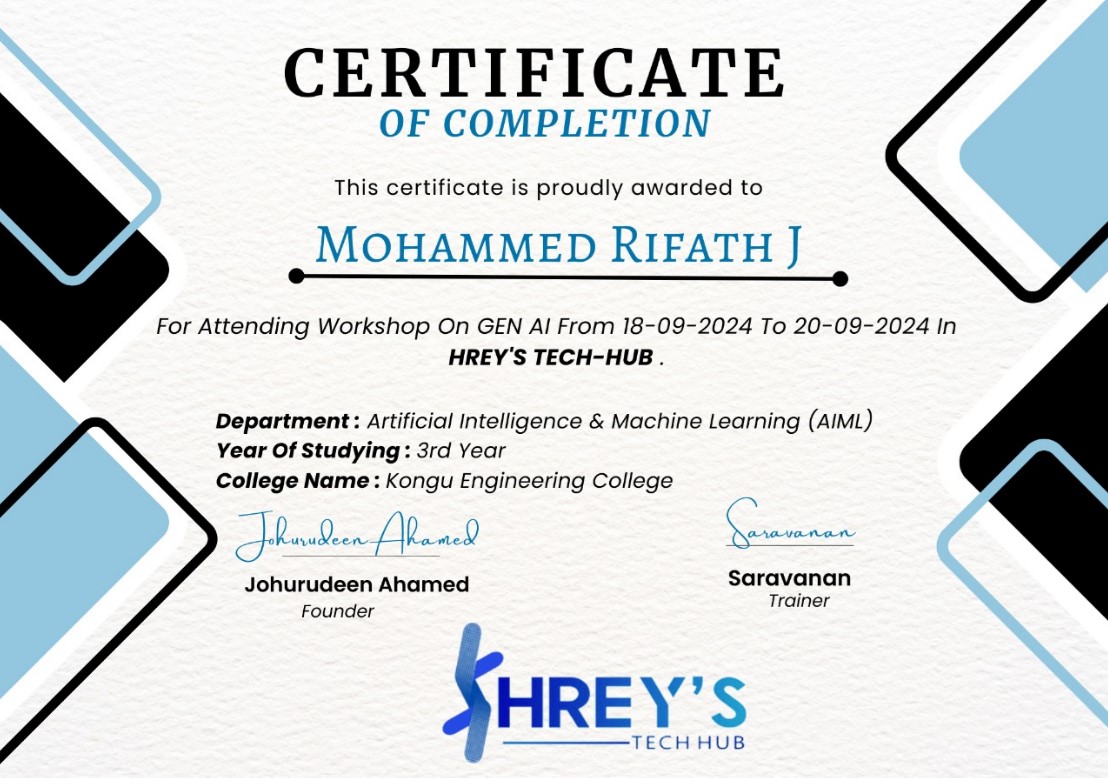 CERTIFICATE
OF COMPLETION
This certificate is proudly awarded to
Mohammed Rifath J
For Attending Workshop On GEN AI From 18-09-2024 To 20-09-2024 In
HREY'S TECH-HUB .
Department : Artificial Intelligence & Machine Learning (AIML)
Year Of Studying : 3rd Year
College Name : Kongu Engineering College
Johurudeen Ahamed
Saravanan
Johurudeen Ahamed
Saravanan
Founder
Trainer
HREY'S
TECH HUB